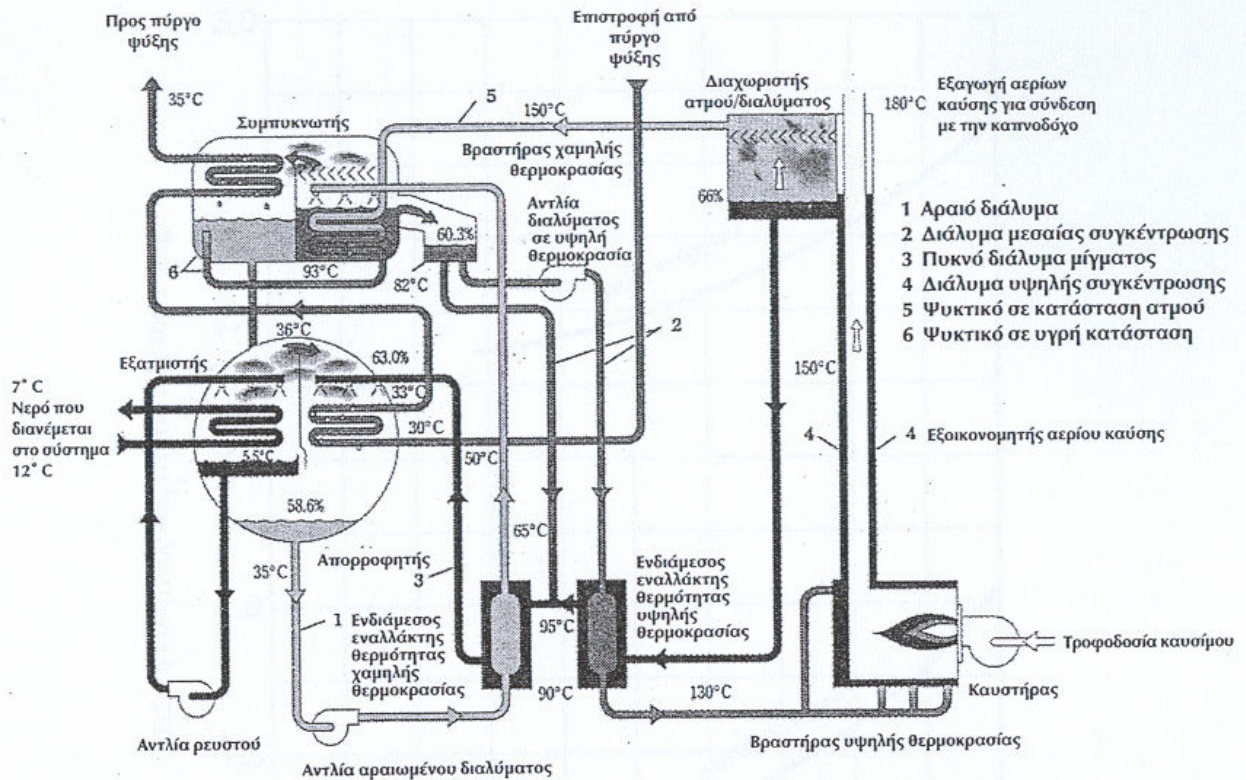 Προς πύργο
ψύξης
Επιστροφή από
πύργο
ψύξης
35°C
5
150°C
Διαχωριστής
ατμού/διαλύματος
180°C
Εξαγωγή αερίων
καύσης για σύνδεση
με την καπνοδόχο
Συμπυκνωτής
Βραστήρας χαμηλής
θερμοκρασίας
66%
Αντλία
διαλύματος
σε υψηλή
θερμοκρασία
60.3%
6
93°C
82°C
1 Αραιό διάλυμα
2 Διάλυμα μεσαίας συγκέντρωσης
3 Πυκνό διάλυμα μίγματος
4 Διάλυμα υψηλής συγκέντρωσης
5 Ψυκτικό σε κατάσταση ατμού
6 Ψυκτικό σε υγρή κατάσταση
2
36°C
Εξατμιστής
63.0%
7° C
Νερό που
διανέμεται
στο σύστημα
12° C
33°C
30°C
5.5°C
50°C
150°C
4
4 Εξοικονομητής αερίου καύσης
58.6%
65°C
35°C
Απορροφητής
3
1 Ενδιάμεσος
εναλλάκτης
θερμότητας
χαμηλής
θερμοκρασίας
95°C
90°C
Ενδιάμεσος
εναλλάκτης
θερμότητας
υψηλής
θερμοκρασίας
130°C
Τροφοδοσία καυσίμου
Καυστήρας
Αντλία ρευστού
Αντλία αραιωμένου διαλύματος
Βραστήρας υψηλής θερμοκρασίας